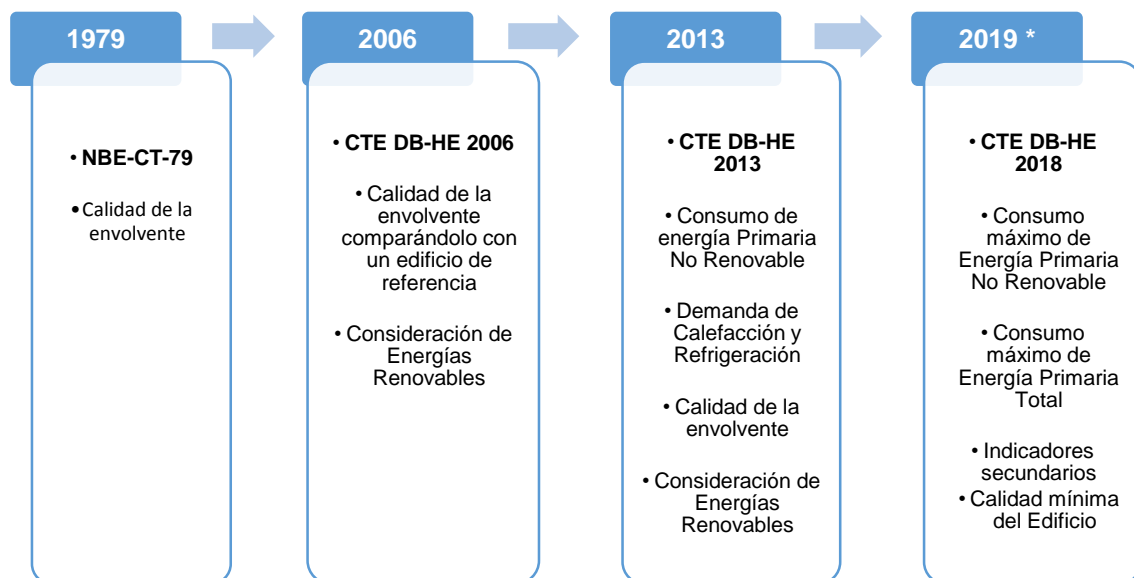 1979
• NBE-CT-79
• Calidad de la
envolvente
2006
• CTE DB-HE 2006
• Calidad de la
envolvente
comparándolo con
un edificio de
referencia
• Consideración de
Energías
Renovables
2013
• CTE DB-HE
2013
• Consumo de
energía Primaria
No Renovable
• Demanda de
Calefacción y
Refrigeración
• Calidad de la
envolvente
• Consideración de
Energías
Renovables
2019 *
• CTE DB-HE
2018
• Consumo
máximo de
Energía Primaria
No Renovable
• Consumo
máximo de
Energía Primaria
Total
• Indicadores
secundarios
• Calidad mínima
del Edificio